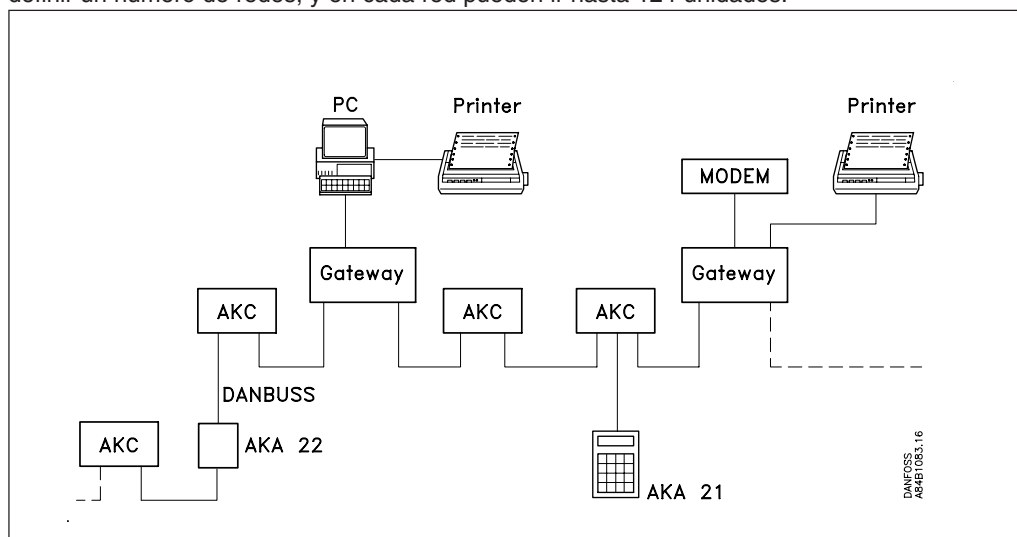 definir un número de redes, y en cada red pueden ir hasta 124 unidades.
PC
Printer
Printer
MODEM
Gateway
Gateway
AKC
AKC
AKC
DANBUSS
AKC
AKA 22
AKA 21
DANFOSS
A84B1083.16